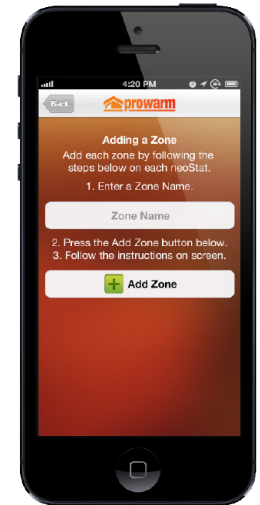 4:20 PM
Back
prowarm
Adding a Zone
Add each zone by following the
steps below on each neoStat.
1. Enter a Zone Name.
Zone Name
2. Press the Add Zone button below.
3. Follow the instructions on screen.
Add Zone